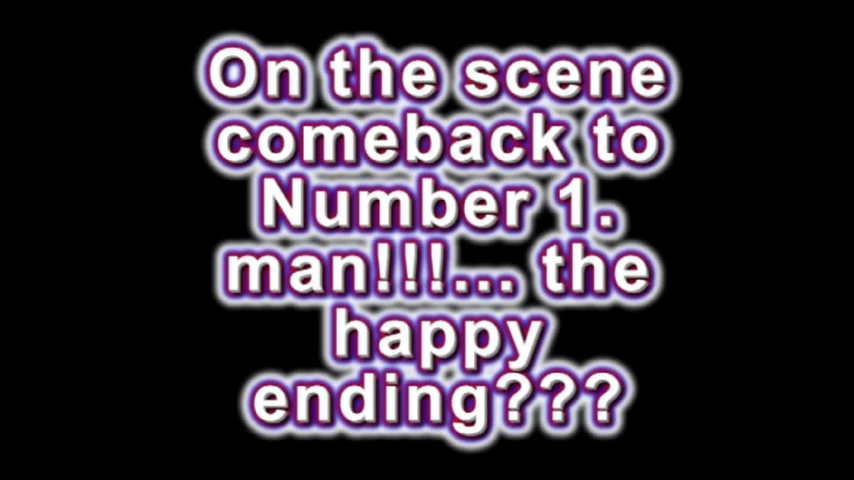 On the scene
comeback to
Number 1.
man!!!... the
happy
ending???